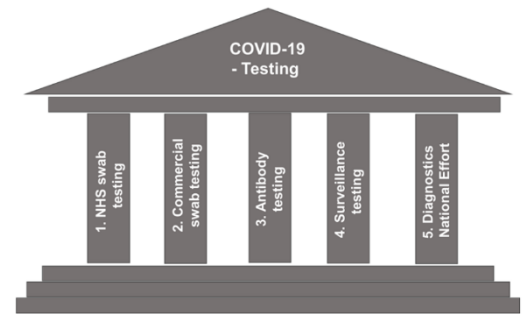 COVID-19
- Testing
1. NHS swab
testing
2. Commercial
swab testing
3. Antibody
testing
4. Surveillance
testing
5. Diagnostics
National Effort